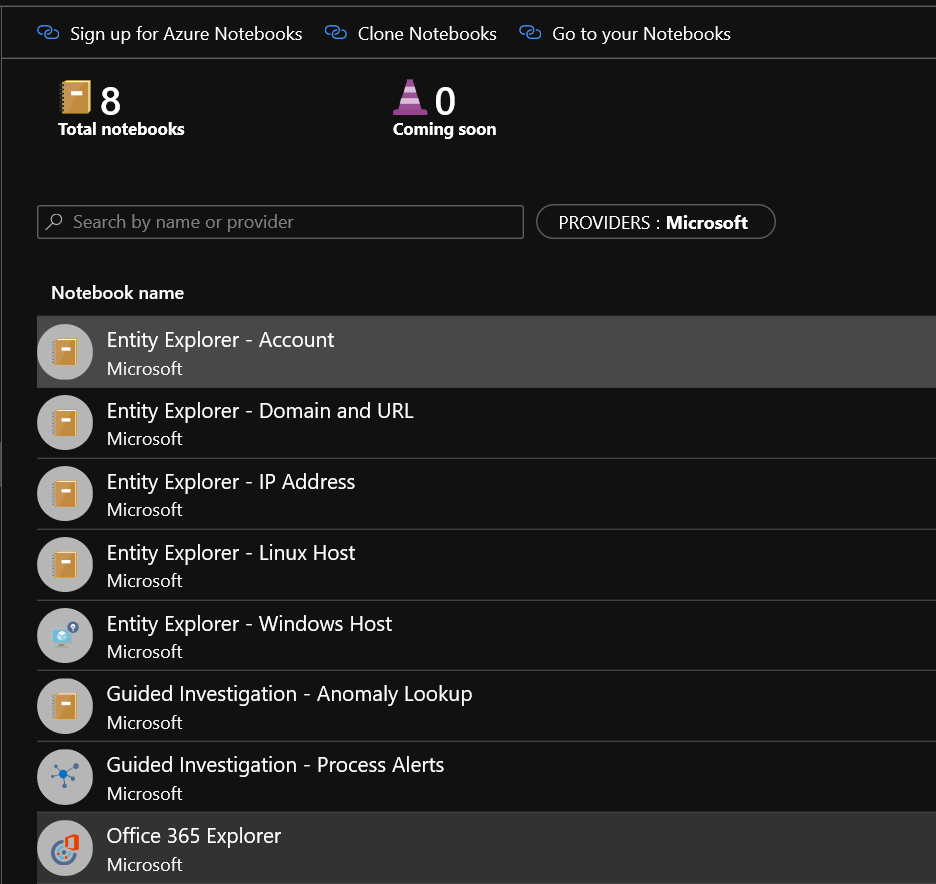 Sign up for Azure Notebooks Clone Notebooks Go to your Notebooks
8 0
Total notebooks Coming soon
Search by name or provider PROVIDERS : Microsoft
Notebook name
Entity Explorer - Account
Microsoft
Entity Explorer - Domain and URL
Microsoft
Entity Explorer - IP Address
Microsoft
Entity Explorer - Linux Host
Microsoft
Entity Explorer - Windows Host
Microsoft
Guided Investigation - Anomaly Lookup
Microsoft
Guided Investigation - Process Alerts
Microsoft
Office 365 Explorer
Microsoft